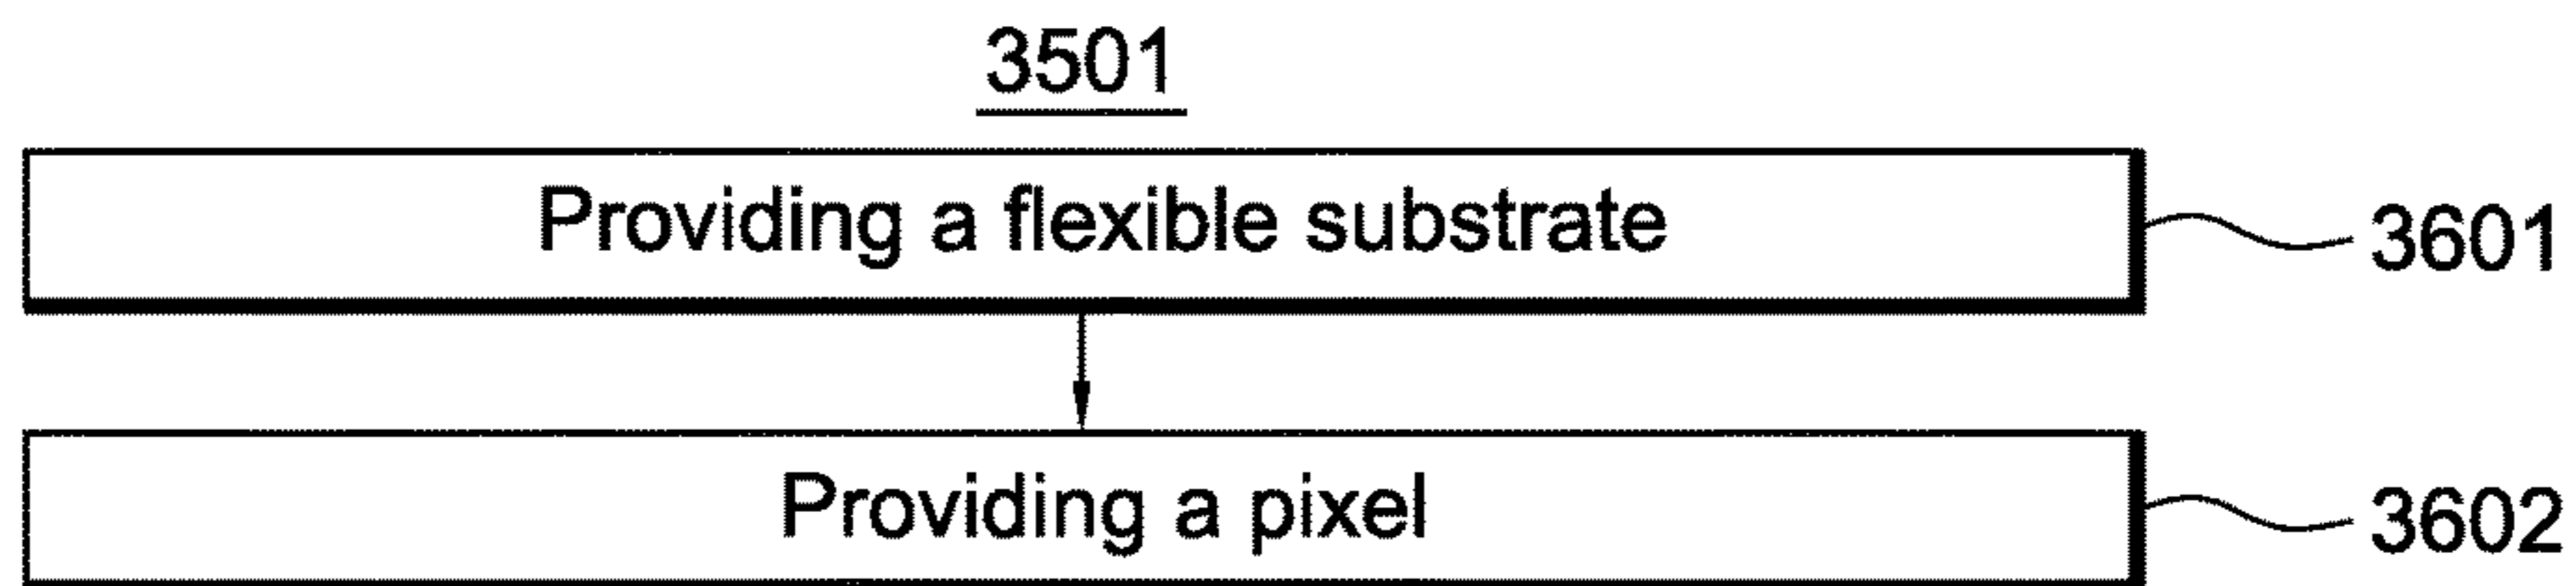 3501
Providing a flexible substrate
3601
Providing a pixel
3602